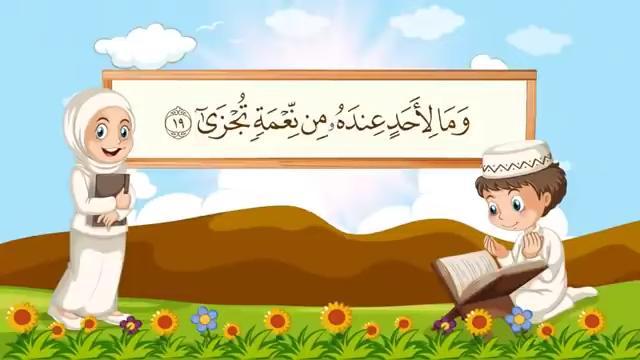 وَمَا لِأَحَدٍ عِندَهُۥ مِن نِّعْمَةٖ تُجْزَىٰٓ ١٩